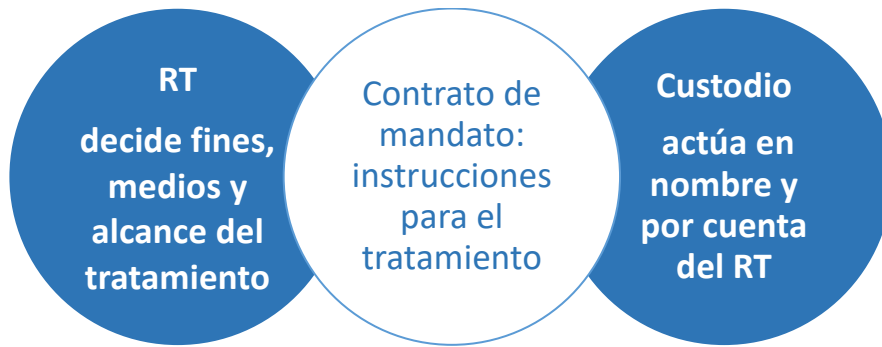 RT
decide fines,
medios y
alcance del
tratamiento
Contrato de
mandato:
instrucciones
para el
tratamiento
Custodio
actúa en
nombre y
por cuenta
del RT